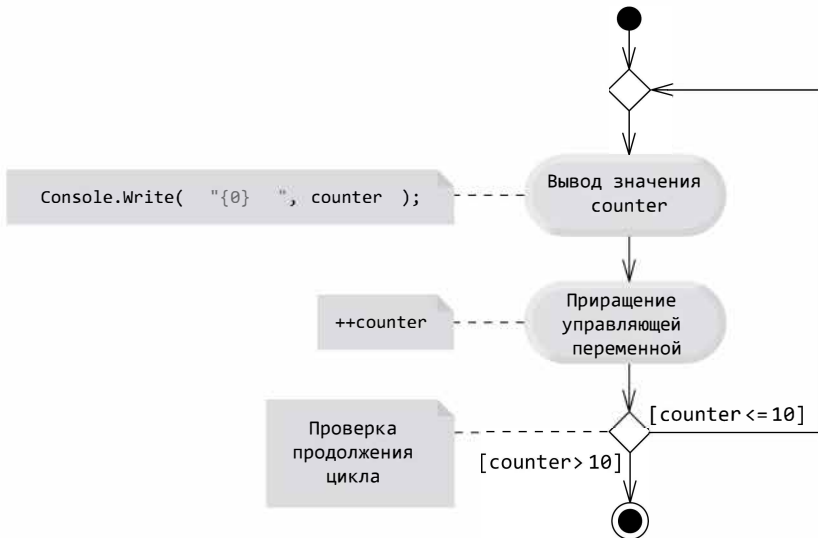 Вывод значения
counter
Console.Write( "{0} ", counter );
Приращение
управляющей
переменной
++counter
[counter<=10]
Проверка
продолжения
цикла
[counter>10]